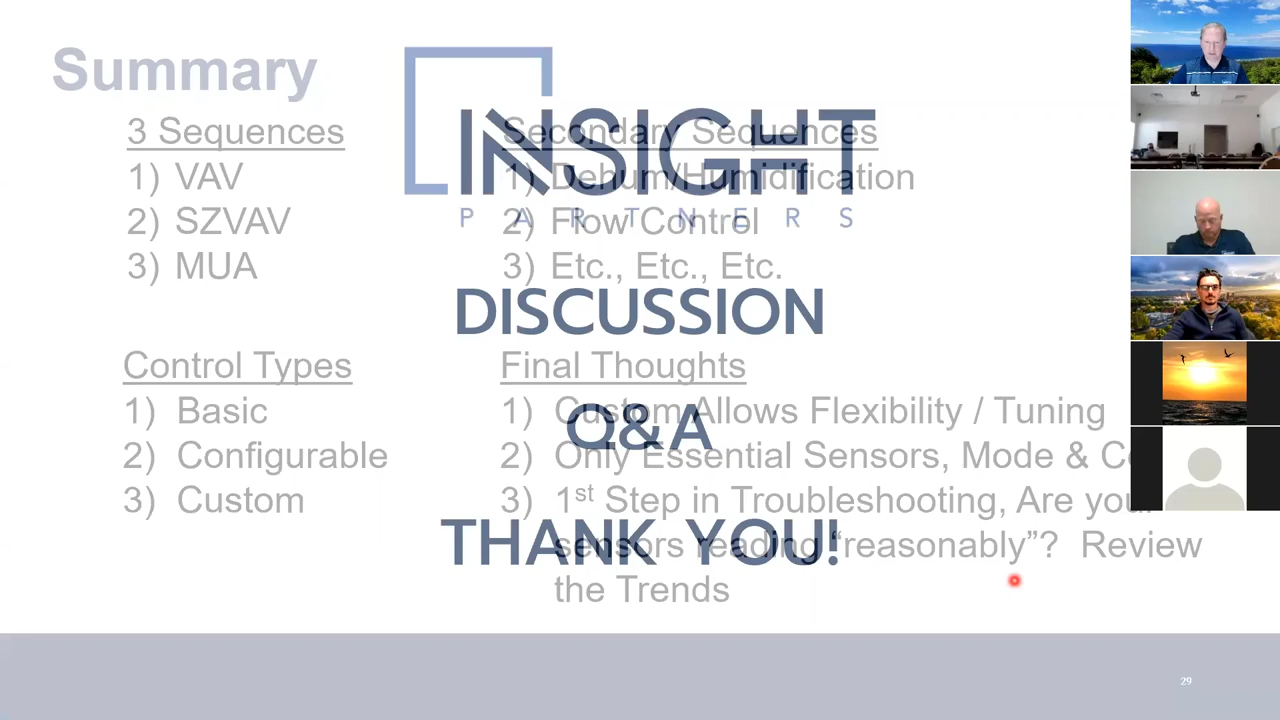 Summary
3 Sequences
1) VAV
2) SZVAV
3) MUA
Secondary Sequences
1) Dehum/Humidification
2) Flow Control
3) Etc., Etc., Etc.
Control Types
1) Basic
2) Configurable
3) Custom
Final Thoughts
1) Custom Allows Flexibility / Tuning
2) Only Essential Sensors, Mode &
3) 1st Step in Troubleshooting, Are
sensors reading “reasonably”? Review
the Trends
INSIGHT
PARTNERS
DISCUSSION
Q&A
THANK YOU!
29